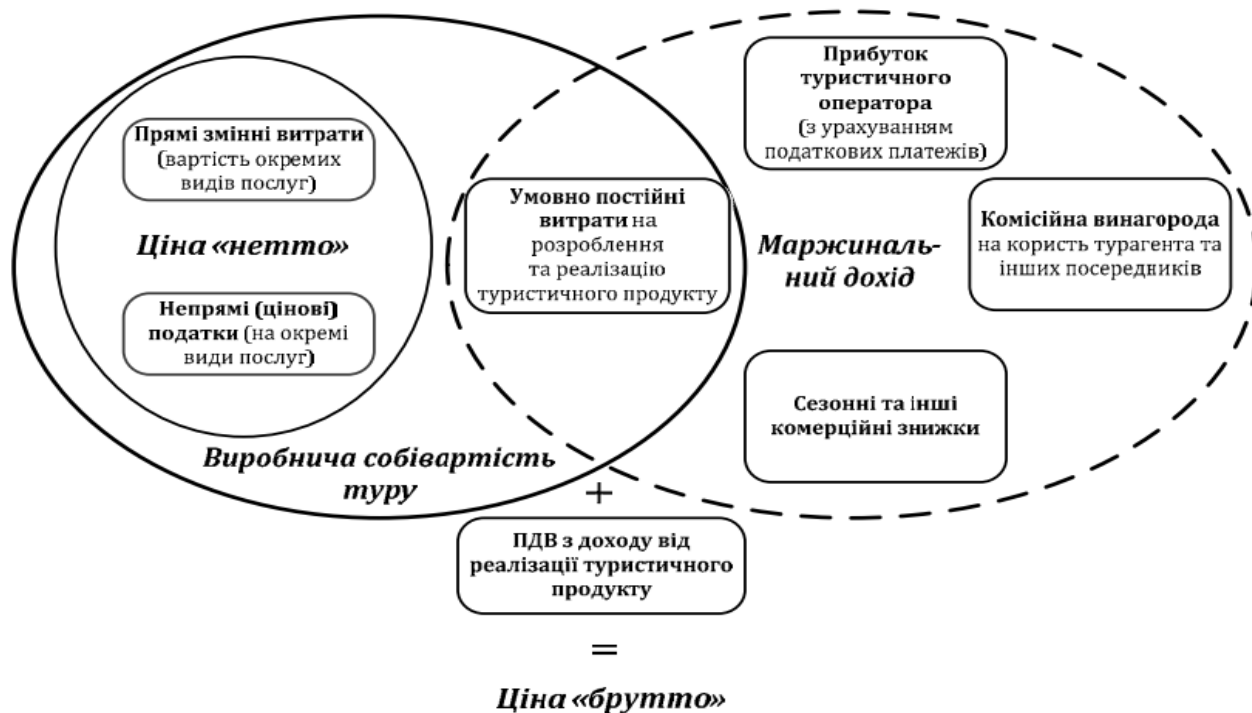 Прибуток
туристичного
оператора
(з урахуванням
податкових платежів)
Прямі змінні витрати
(вартість окремих
видів послуг)
Умовно постійні
витрати на
розроблення
та реалізацію
туристичного продукту
Комісійна винагорода
на користь турагента та
інших посередників
Ціна «нетто»
Маржиналь-
ний дохід
Непрямі (цінові)
податки (на окремі
види послуг)
Сезонні та інші
комерційні знижки
Виробнича собівартість
туру
+
ПДВ з доходу від
реалізації туристичного
продукту
=
Ціна «брутто»